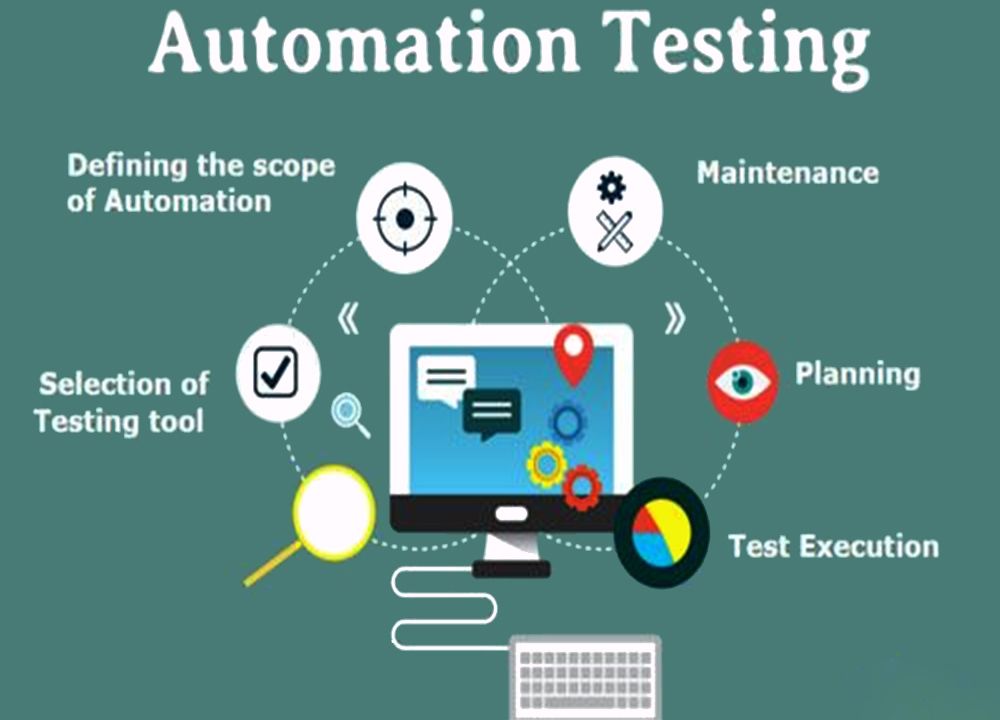 Automation Testing
Defining the scope
of Automation
Maintenance
Selection of
Testing tool
Planning
Test Execution